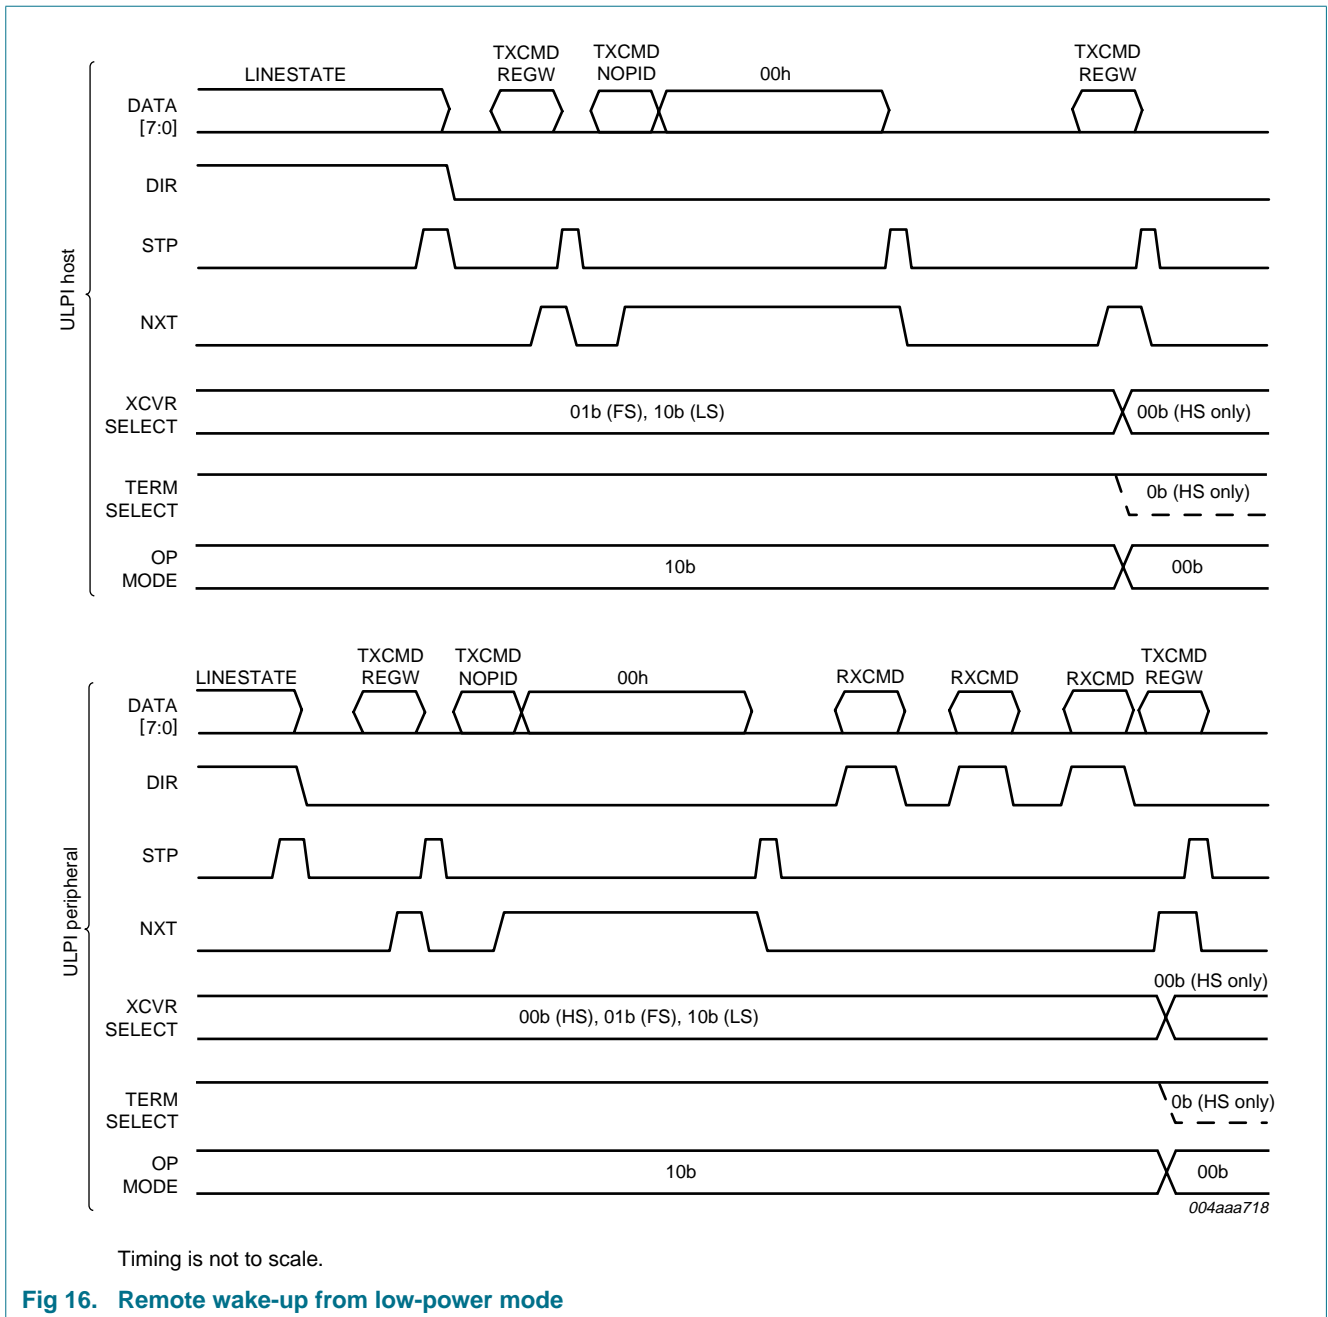 TXCMD TXCMD TXCMD
LINESTATE REGW NOPID 00h REGW
DATA
[7:0]
DIR
STP
ULPI host
NXT
XCVR
SELECT
01b (FS), 10b (LS) 00b (HS only)
TERM
SELECT
0b (HS only)
OP
MODE
10b 00b
TXCMD TXCMD TXCMD
LINESTATE REGW NOPID 00h RXCMD RXCMD RXCMD REGW
DATA
[7:0]
DIR
STP
ULPI peripheral
NXT
00b (HS only)
XCVR
SELECT
00b (HS), 01b (FS), 10b (LS)
TERM
SELECT
0b (HS only)
OP
MODE
10b 00b
004aaa718
Timing is not to scale.
Fig 16. Remote wake-up from low-power mode